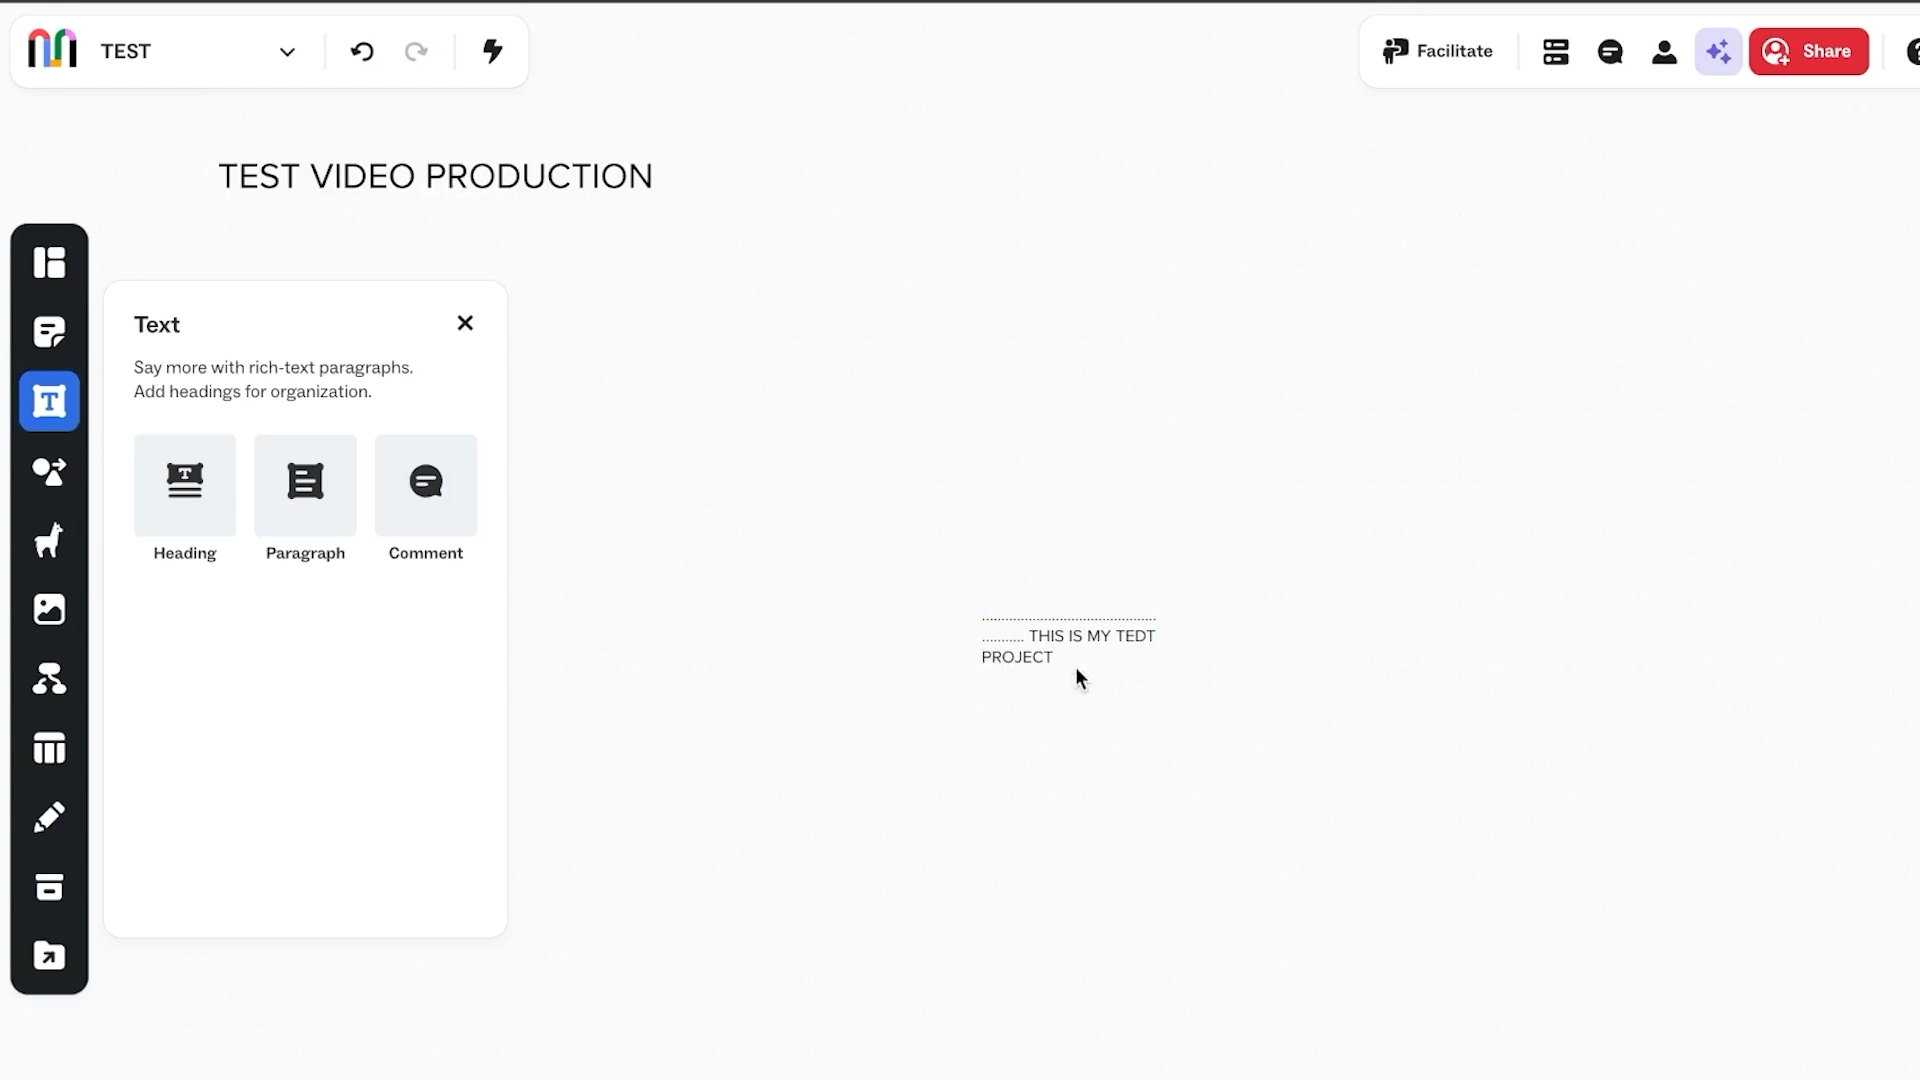 TEST
Facilitate
Share
TEST VIDEO PRODUCTION
Text
Say more with rich-text paragraphs.
Add headings for organization.
Heading
Paragraph
Comment
.............................................
........... THIS IS MY TEDT
PROJECT